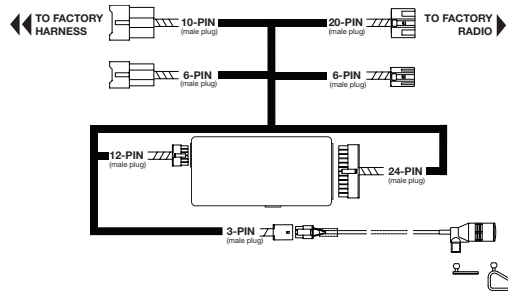 TO FACTORY
HARNESS
10-PIN
(male plug)
20-PIN
(male plug)
TO FACTORY
RADIO
6-PIN
(male plug)
6-PIN
(male plug)
12-PIN
(male plug)
24-PIN
(male plug)
3-PIN
(male plug)